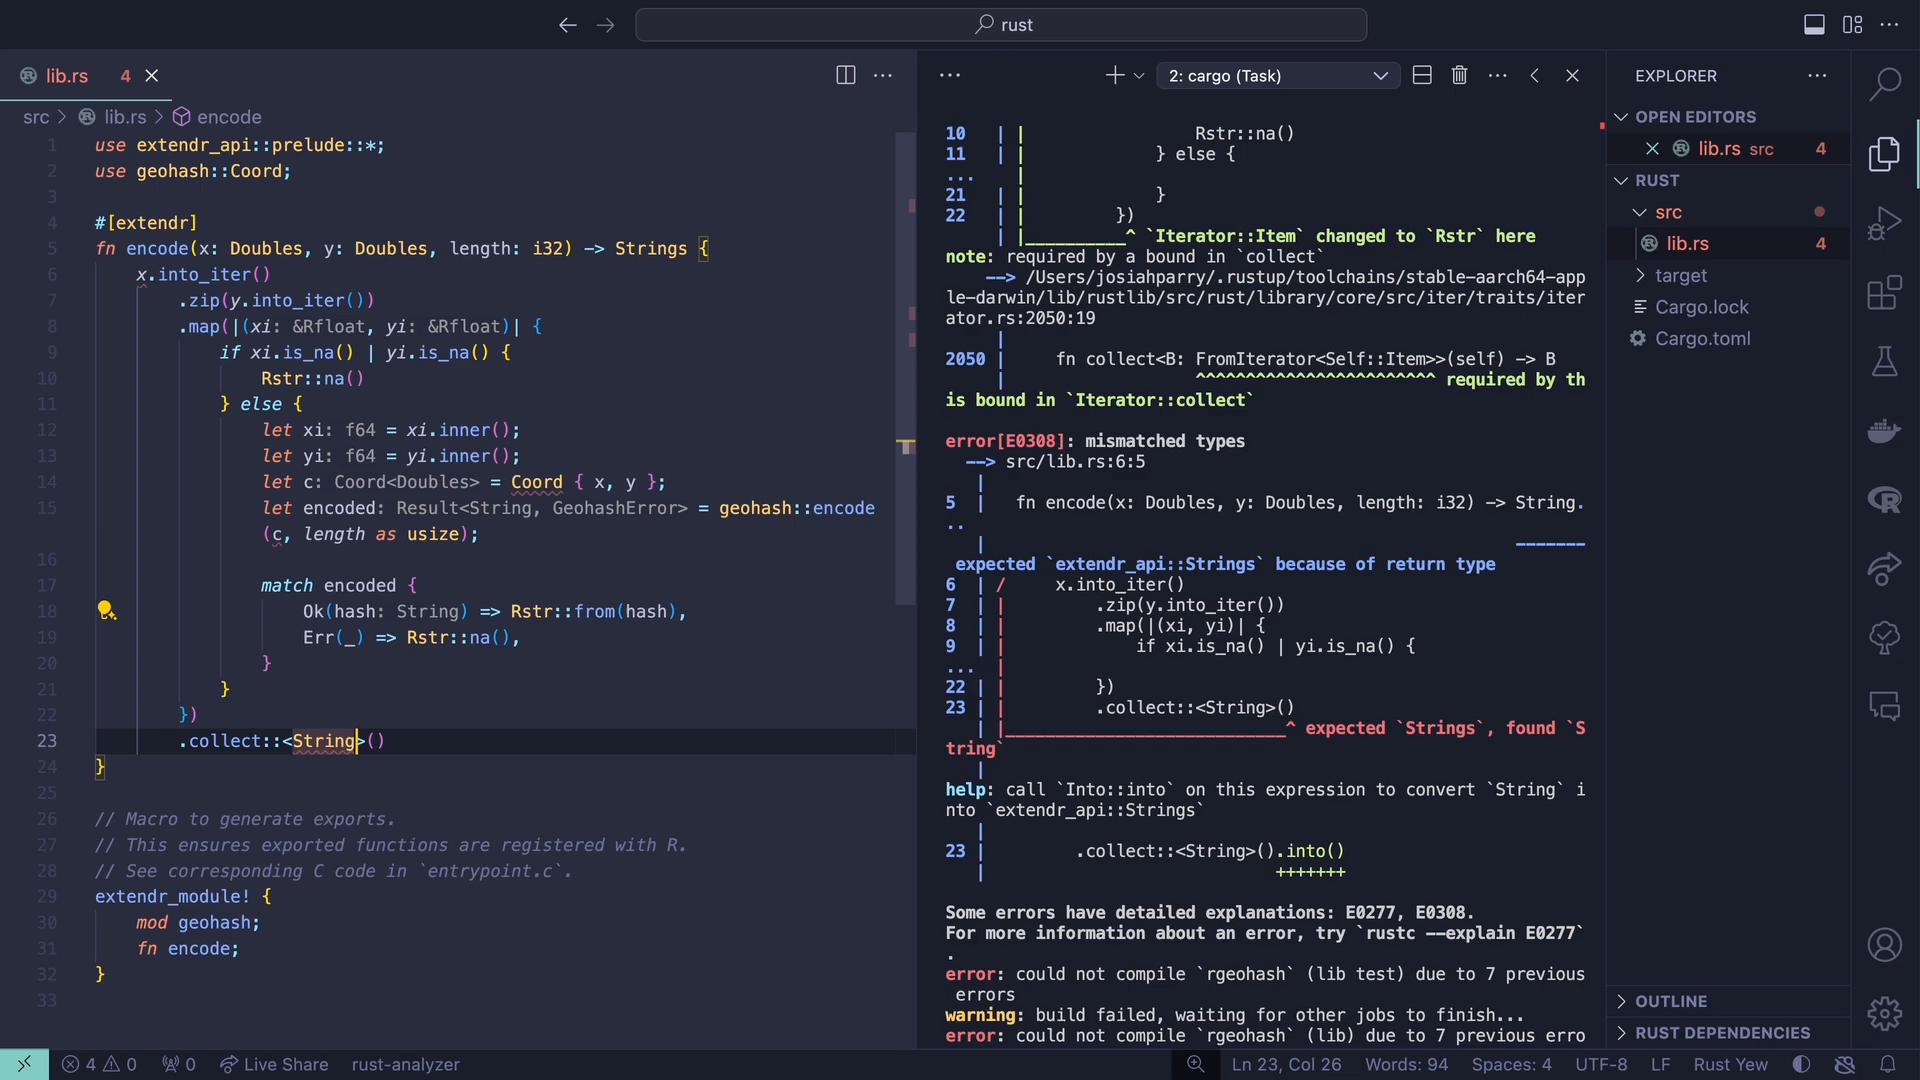 rust
lib.rs 4
src > lib.rs > encode
1 use extendr_api::prelude::*;
2 use geohash::Coord;
3
4 #[extendr]
5 fn encode(x: Doubles, y: Doubles, length: i32) -> Strings {
6 x.into_iter()
7 .zip(y.into_iter())
8 .map(|(xi: &Rfloat, yi: &Rfloat)| {
9 if xi.is_na() | yi.is_na() {
10 Rstr::na()
11 } else {
12 let xi: f64 = xi.inner();
13 let yi: f64 = yi.inner();
14 let c: Coord<Doubles> = Coord { x, y };
15 let encoded: Result<String, GeohashError> = geohash::encode
(c, length as usize);
16
17 match encoded {
18 Ok(hash: String) => Rstr::from(hash),
19 Err(_) => Rstr::na(),
20 }
21 }
22 })
23 .collect::<String>()
24 }
25
26 // Macro to generate exports.
27 // This ensures exported functions are registered with R.
28 // See corresponding C code in `entrypoint.c`.
29 extendr_module! {
30 mod geohash;
31 fn encode;
32 }
33
2: cargo (Task)
10 | | Rstr::na()
11 | | } else {
... |
21 | | }
22 | | })
| |__________^ `Iterator::Item` changed to `Rstr` here
note: required by a bound in `collect`
--> /Users/josiahparry/.rustup/toolchains/stable-aarch64-app
le-darwin/lib/rustlib/src/rust/library/core/src/iter/traits/iter
ator.rs:2050:19
|
2050 | fn collect<B: FromIterator<Self::Item>>(self) -> B
| ^^^^^^^^^^^^^^^^^^^^^^^^ required by th
is bound in `Iterator::collect`
error[E0308]: mismatched types
--> src/lib.rs:6:5
|
5 | fn encode(x: Doubles, y: Doubles, length: i32) -> String.
..
| -------
expected `extendr_api::Strings` because of return type
6 | / x.into_iter()
7 | | .zip(y.into_iter())
8 | | .map(|(xi, yi)| {
9 | | if xi.is_na() | yi.is_na() {
... |
22 | | })
23 | | .collect::<String>()
| |____________________________^ expected `Strings`, found `S
tring`
|
help: call `Into::into` on this expression to convert `String` i
nto `extendr_api::Strings`
|
23 | .collect::<String>().into()
| +++++++
Some errors have detailed explanations: E0277, E0308.
For more information about an error, try `rustc --explain E0277`
.
error: could not compile `rgeohash` (lib test) due to 7 previous
errors
warning: build failed, waiting for other jobs to finish...
error: could not compile `rgeohash` (lib) due to 7 previous erro
EXPLORER
OPEN EDITORS
lib.rs src 4
RUST
src
lib.rs 4
target
Cargo.lock
Cargo.toml
OUTLINE
RUST DEPENDENCIES
4 0 0 Live Share rust-analyzer Ln 23, Col 26 Words: 94 Spaces: 4 UTF-8 LF Rust Yew